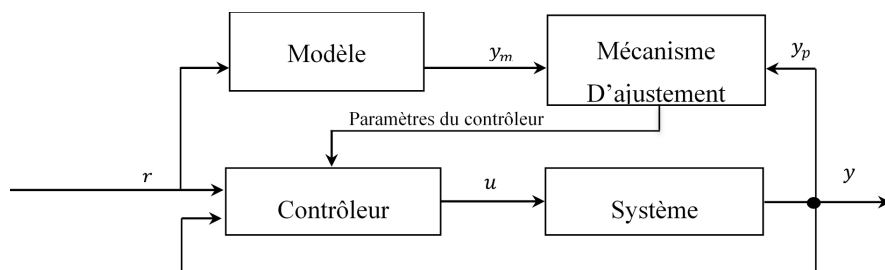 Modèle
y_m
Mécanisme
D'ajustement
y_p
Paramètres du contrôleur
r
Contrôleur
u
Système
y